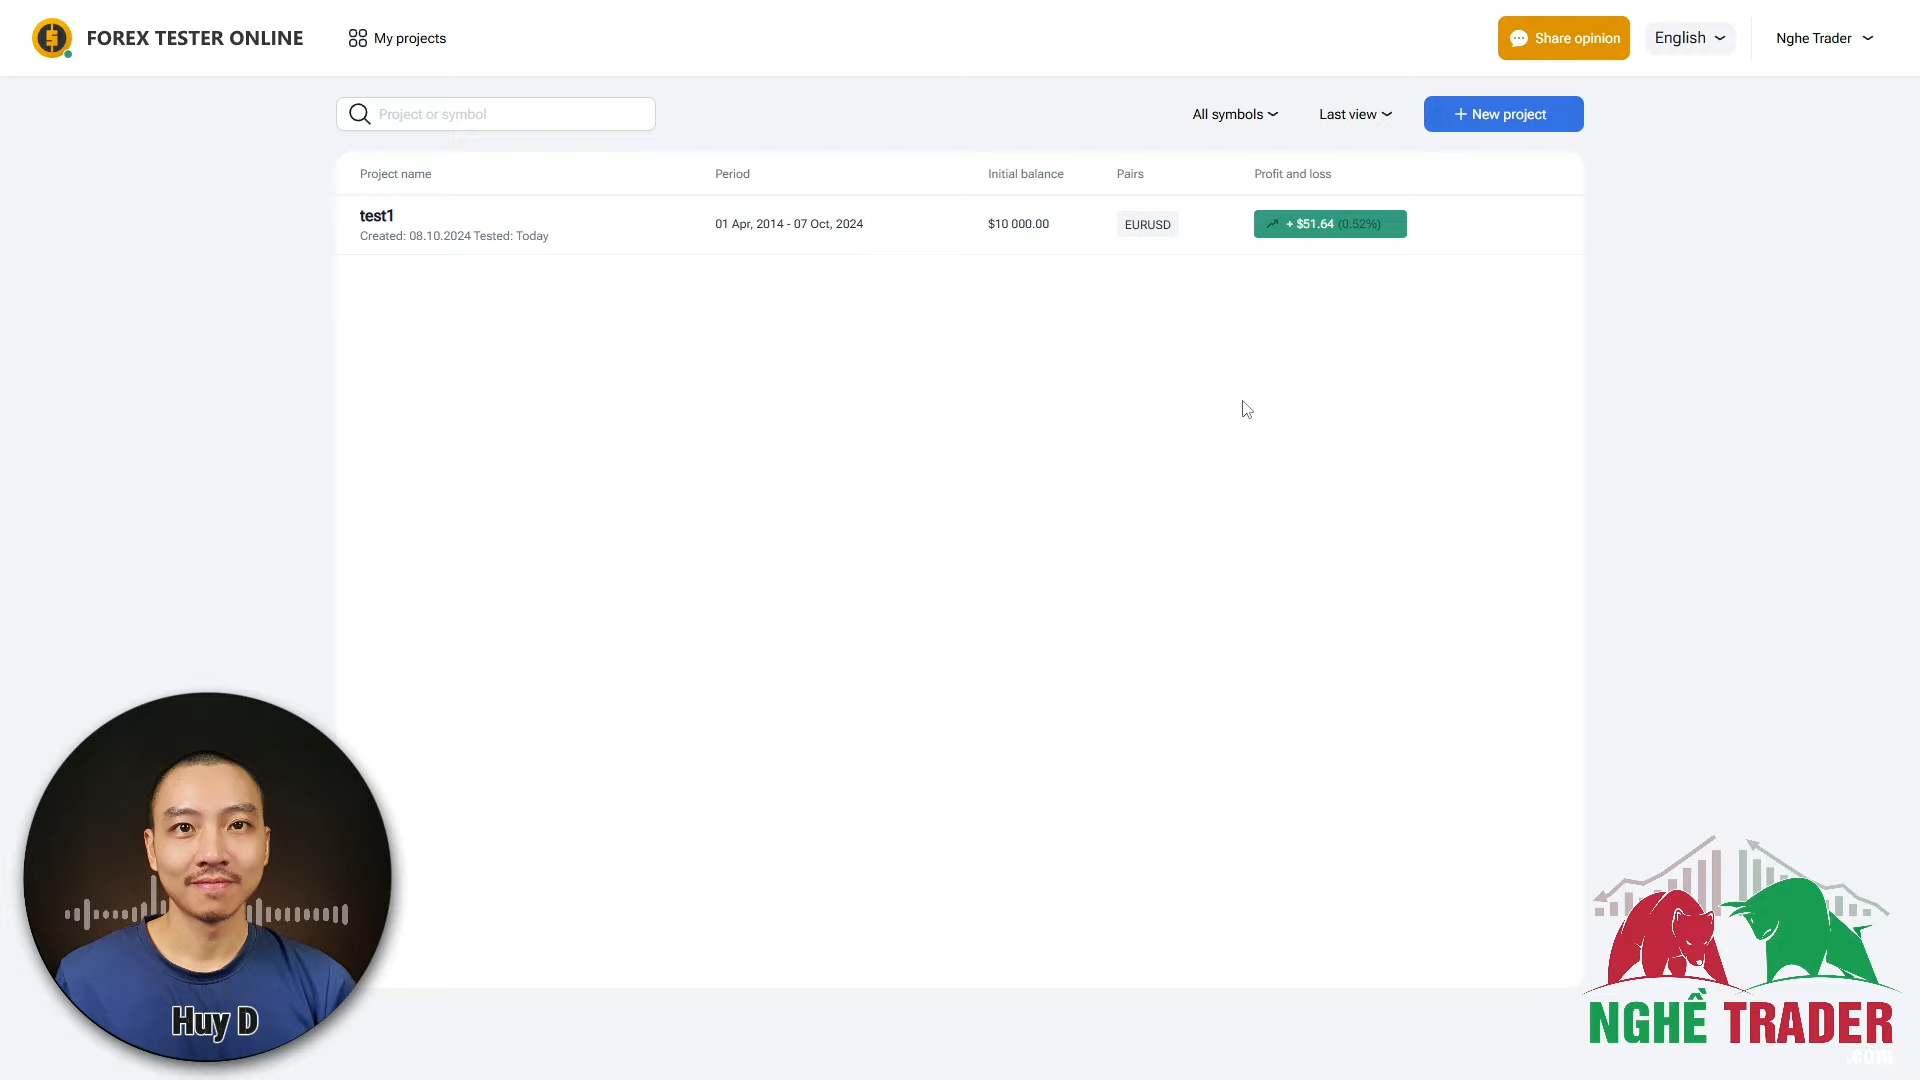 FOREX TESTER ONLINE
My projects
Share opinion
English
Nghe Trader
Project or symbol
All symbols
Last view
+ New project
Project name
Period
Initial balance
Pairs
Profit and loss
test1
01 Apr, 2014 - 07 Oct, 2024
$10 000.00
EURUSD
+ $51.64 (0.52%)
Created: 08.10.2024 Tested: Today
Huy D
NGHỀ TRADER
.com